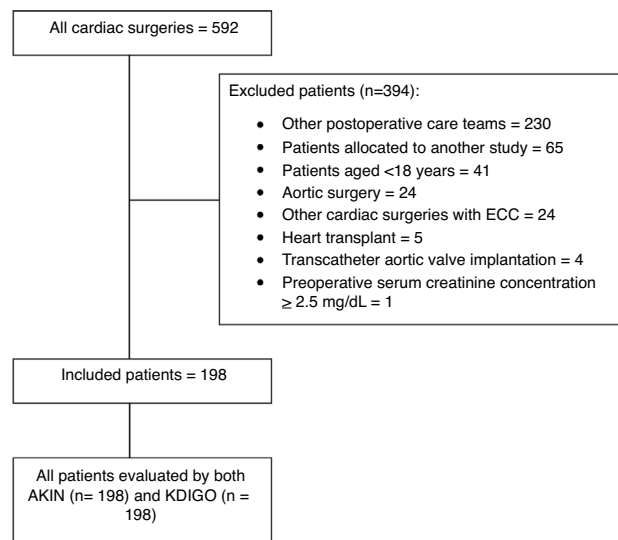 All cardiac surgeries = 592
Excluded patients (n=394):
• Other postoperative care teams = 230
• Patients allocated to another study = 65
• Patients aged <18 years = 41
• Aortic surgery = 24
• Other cardiac surgeries with ECC = 24
• Heart transplant = 5
• Transcatheter aortic valve implantation = 4
• Preoperative serum creatinine concentration
≥ 2.5 mg/dL = 1
Included patients = 198
All patients evaluated by both
AKIN (n= 198) and KDIGO (n =
198)